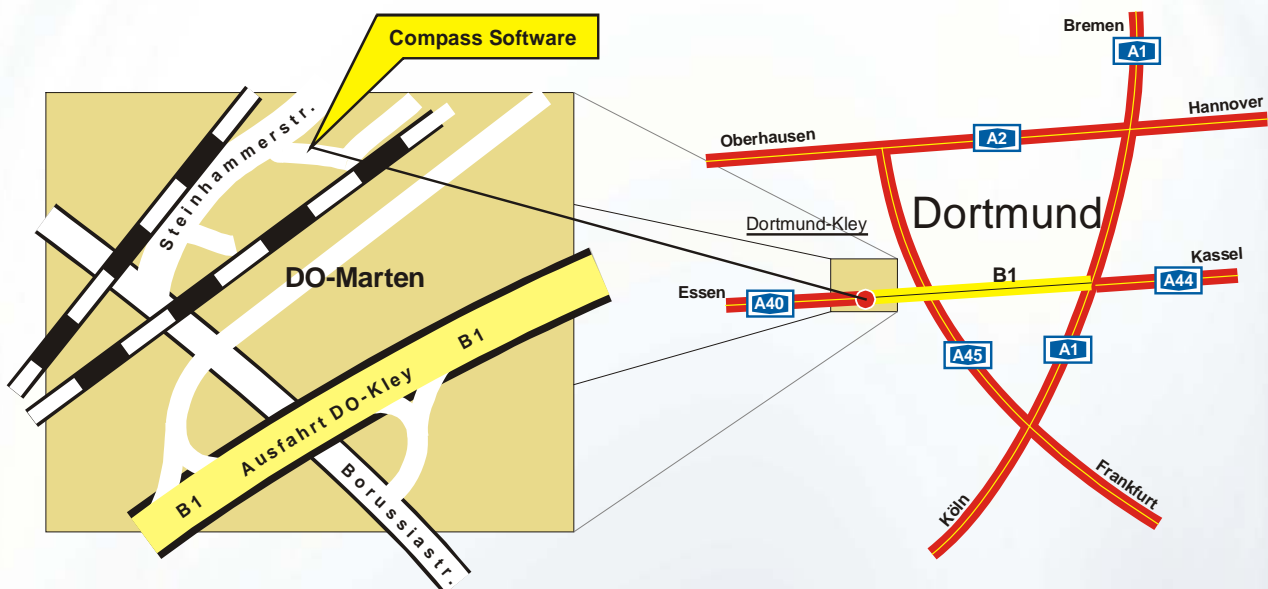 Compass Software
Steinhammerstr.
DO-Marten
B1
Ausfahrt DO-Kley
B1
Borussiastr.
Bremen
A1
Hannover
Oberhausen
A2
Dortmund
Dortmund-Kley
Kassel
B1
A44
Essen
A40
A45
A1
Frankfurt
Köln